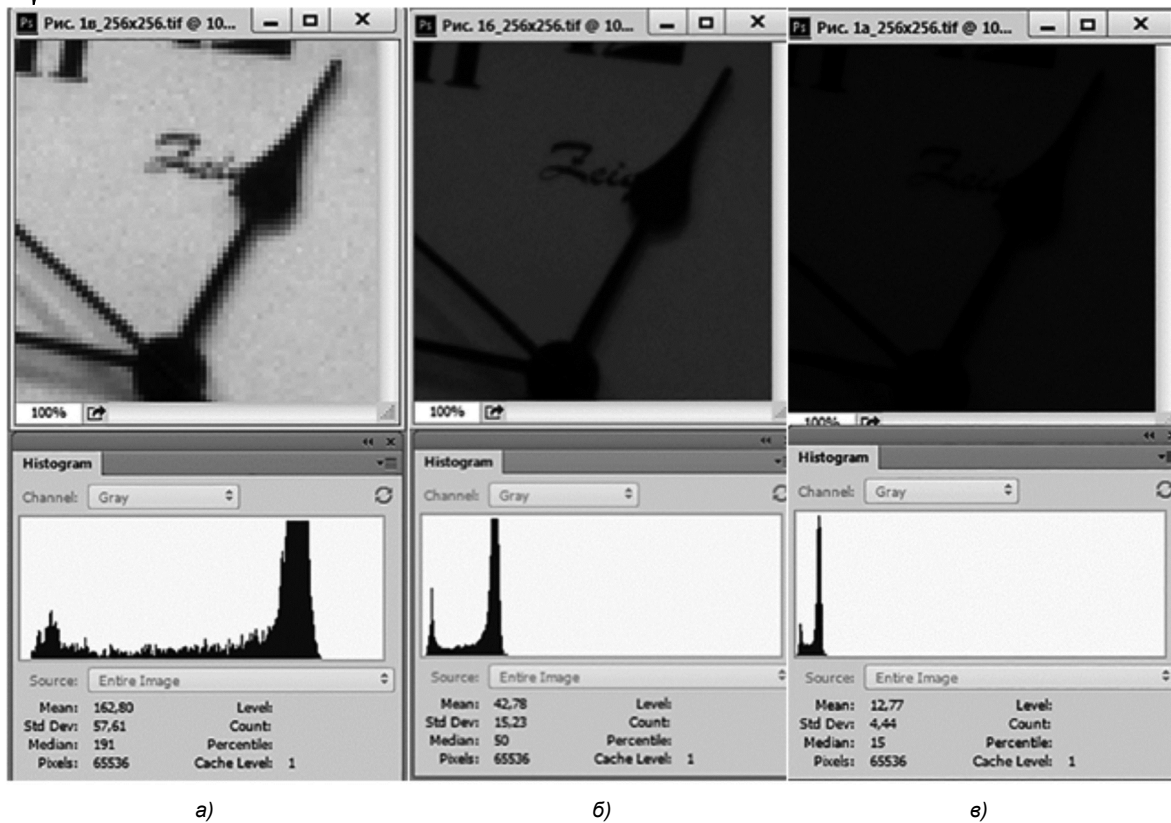 Рис. 1в_256x256.tif @ 10...
Zeiy
100%
Histogram
Channel: Gray
Source: Entire Image
Mean: 162,80 Level:
Std Dev: 57,61 Count:
Median: 191 Percentile:
Pixels: 65536 Cache Level: 1
а)
Рис. 1б_256x256.tif @ 10...
Zeiy
100%
Histogram
Channel: Gray
Source: Entire Image
Mean: 42,78 Level:
Std Dev: 15,23 Count:
Median: 50 Percentile:
Pixels: 65536 Cache Level: 1
б)
Рис. 1а_256x256.tif @ 10...
Zeiy
100%
Histogram
Channel: Gray
Source: Entire Image
Mean: 12,77 Level:
Std Dev: 4,44 Count:
Median: 15 Percentile:
Pixels: 65536 Cache Level: 1
в)